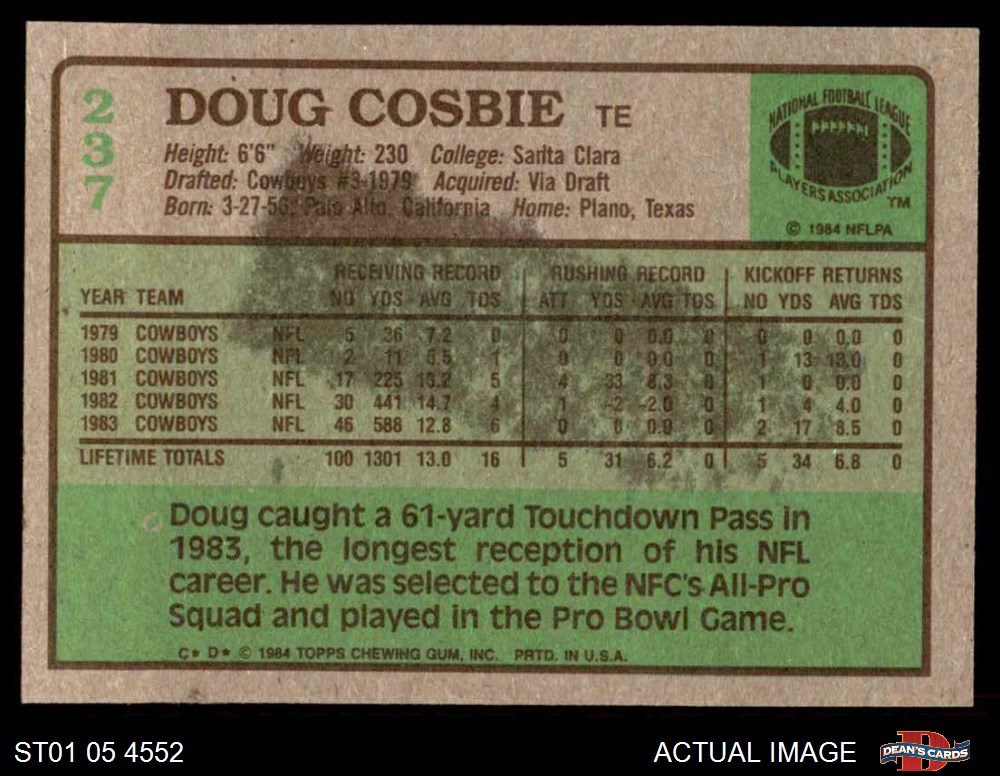 237
DOUG COSBIE TE
Height: 6'6" Weight: 230 College: Santa Clara
Drafted: Cowboys #3-1979 Acquired: Via Draft
Born: 3-27-56, Palo Alto, California Home: Plano, Texas
NATIONAL FOOTBALL LEAGUE
PLAYERS ASSOCIATION
TM
© 1984 NFLPA
RECEIVING RECORD RUSHING RECORD KICKOFF RETURNS
YEAR TEAM NO YDS AVG TDS ATT YDS AVG TDS NO YDS AVG TDS
1979 COWBOYS NFL 5 36 7.2 0 0 0 0.0 0 0 0 0.0 0
1980 COWBOYS NFL 2 11 5.5 1 0 0 0.0 0 1 13 13.0 0
1981 COWBOYS NFL 17 225 13.2 5 4 33 8.3 0 1 0 0.0 0
1982 COWBOYS NFL 30 441 14.7 4 1 -2 -2.0 0 1 4 4.0 0
1983 COWBOYS NFL 46 588 12.8 6 0 0 0.0 0 2 17 8.5 0
LIFETIME TOTALS 100 1301 13.0 16 5 31 6.2 0 5 34 6.8 0
Doug caught a 61-yard Touchdown Pass in
1983, the longest reception of his NFL
career. He was selected to the NFC's All-Pro
Squad and played in the Pro Bowl Game.
C* D* © 1984 TOPPS CHEWING GUM, INC. PRTD. IN U.S.A.
ST01 05 4552 ACTUAL IMAGE
D
DEAN'S CARDS